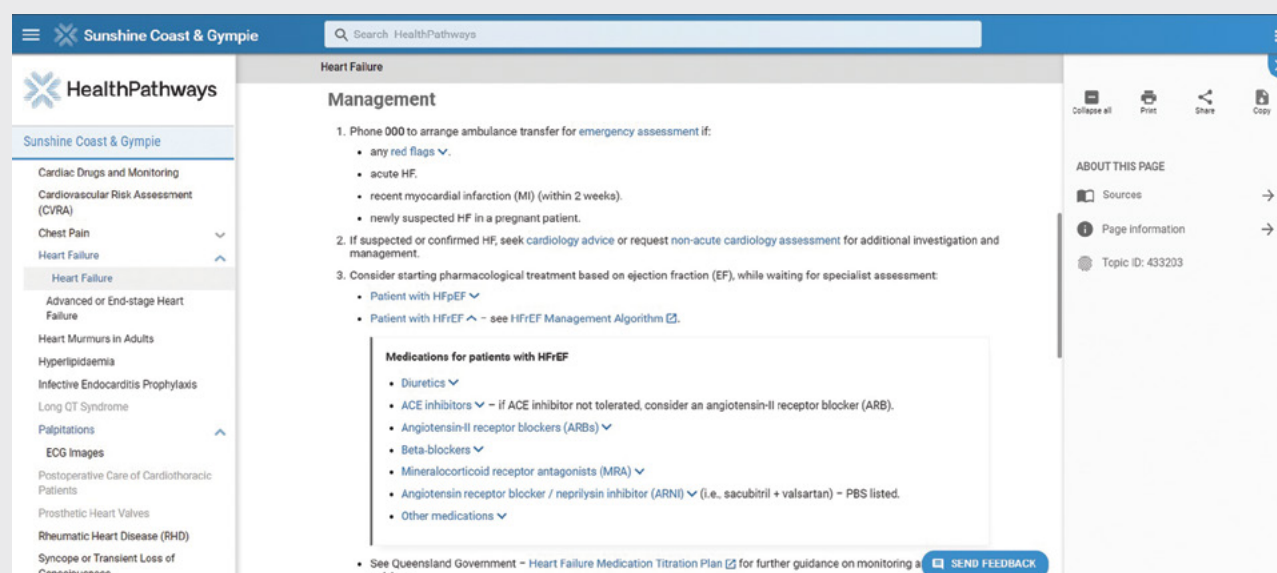 Sunshine Coast & Gympie
Search HealthPathways
HealthPathways
Sunshine Coast & Gympie
Cardiac Drugs and Monitoring
Cardiovascular Risk Assessment
(CVRA)
Chest Pain
Heart Failure
Heart Failure
Advanced or End-stage Heart
Failure
Heart Murmurs in Adults
Hyperlipidaemia
Infective Endocarditis Prophylaxis
Long QT Syndrome
Palpitations
ECG Images
Postoperative Care of Cardiothoracic
Patients
Prosthetic Heart Valves
Rheumatic Heart Disease (RHD)
Syncope or Transient Loss of
Heart Failure
Management
1. Phone 000 to arrange ambulance transfer for emergency assessment if:
• any red flags.
• acute HF.
• recent myocardial infarction (MI) (within 2 weeks).
• newly suspected HF in a pregnant patient.
2. If suspected or confirmed HF, seek cardiology advice or request non-acute cardiology assessment for additional investigation and
management.
3. Consider starting pharmacological treatment based on ejection fraction (EF), while waiting for specialist assessment:
• Patient with HFpEF
• Patient with HFrEF – see HFrEF Management Algorithm.
Medications for patients with HFrEF
• Diuretics
• ACE inhibitors – if ACE inhibitor not tolerated, consider an angiotensin-II receptor blocker (ARB).
• Angiotensin-II receptor blockers (ARBs)
• Beta-blockers
• Mineralocorticoid receptor antagonists (MRA)
• Angiotensin receptor blocker / neprilysin inhibitor (ARNI) (i.e., sacubitril + valsartan) – PBS listed.
• Other medications
• See Queensland Government – Heart Failure Medication Titration Plan for further guidance on monitoring
SEND FEEDBACK
Collapse all
Print
Share
Copy
ABOUT THIS PAGE
Sources
Page information
Topic ID: 433203